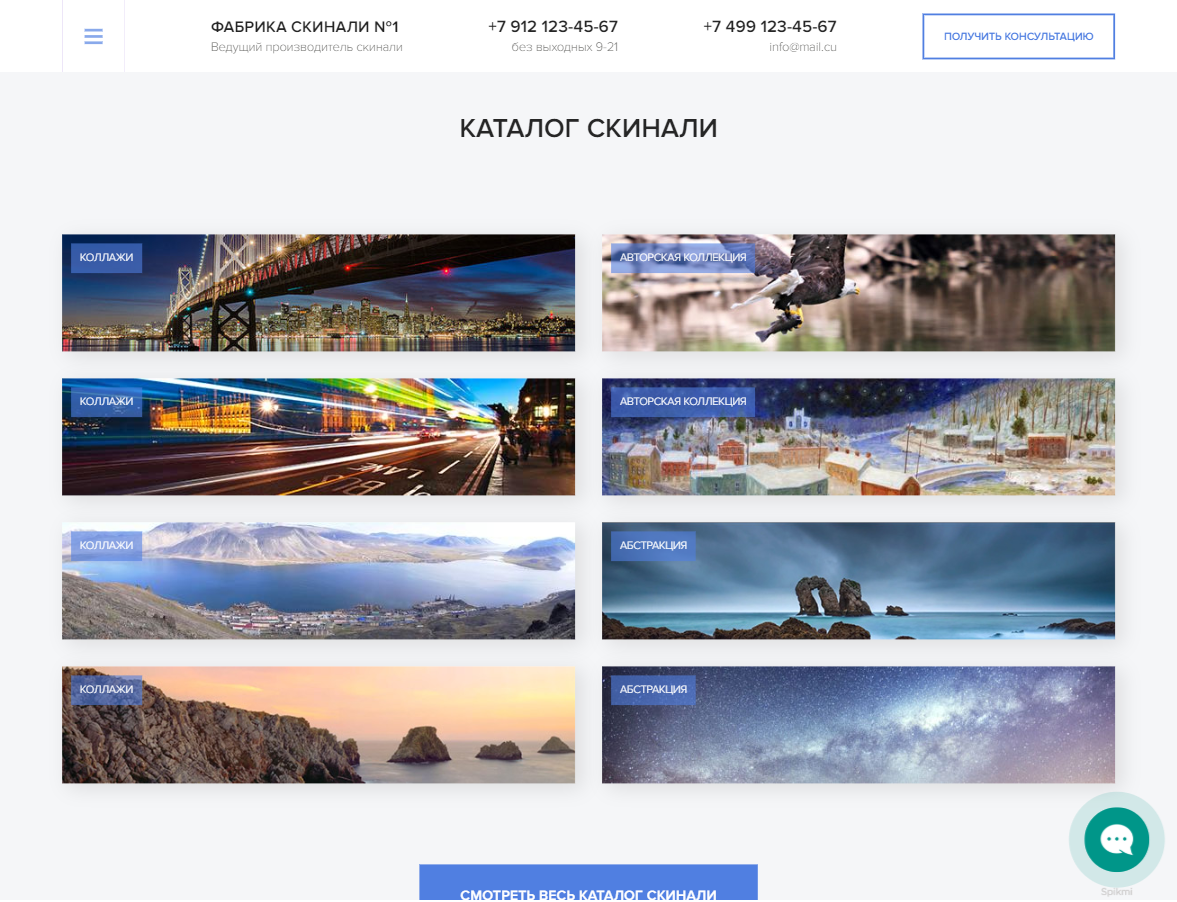 ФАБРИКА СКИНАЛИ №1
Ведущий производитель скинали
+7 912 123-45-67
без выходных 9-21
+7 499 123-45-67
info@mail.cu
ПОЛУЧИТЬ КОНСУЛЬТАЦИЮ
КАТАЛОГ СКИНАЛИ
КОЛЛАЖИ
АВТОРСКАЯ КОЛЛЕКЦИЯ
КОЛЛАЖИ
АВТОРСКАЯ КОЛЛЕКЦИЯ
КОЛЛАЖИ
АБСТРАКЦИЯ
КОЛЛАЖИ
АБСТРАКЦИЯ
СМОТРЕТЬ ВЕСЬ КАТАЛОГ СКИНАЛИ
Spikmi